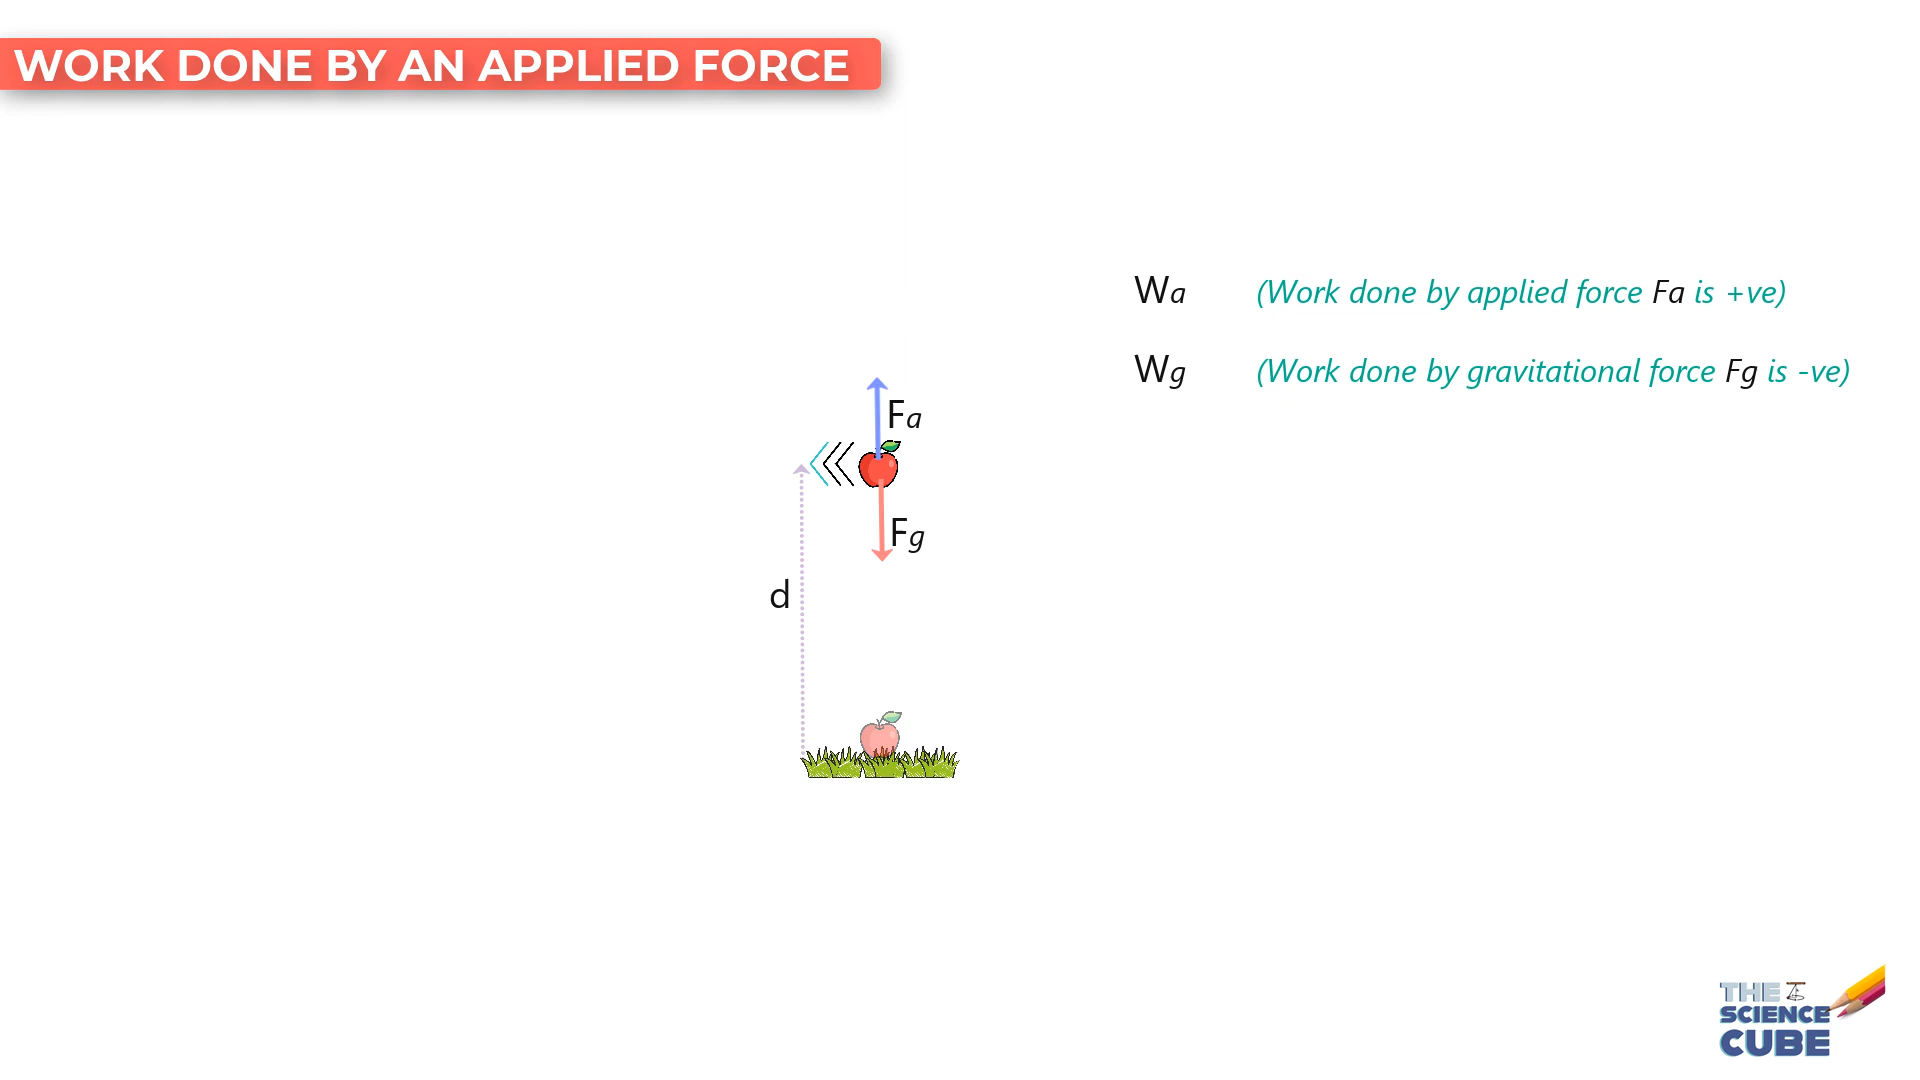 WORK DONE BY AN APPLIED FORCE
Wa (Work done by applied force Fa is +ve)
Wg (Work done by gravitational force Fg is -ve)
Fa
Fg
d
THE
SCIENCE
CUBE